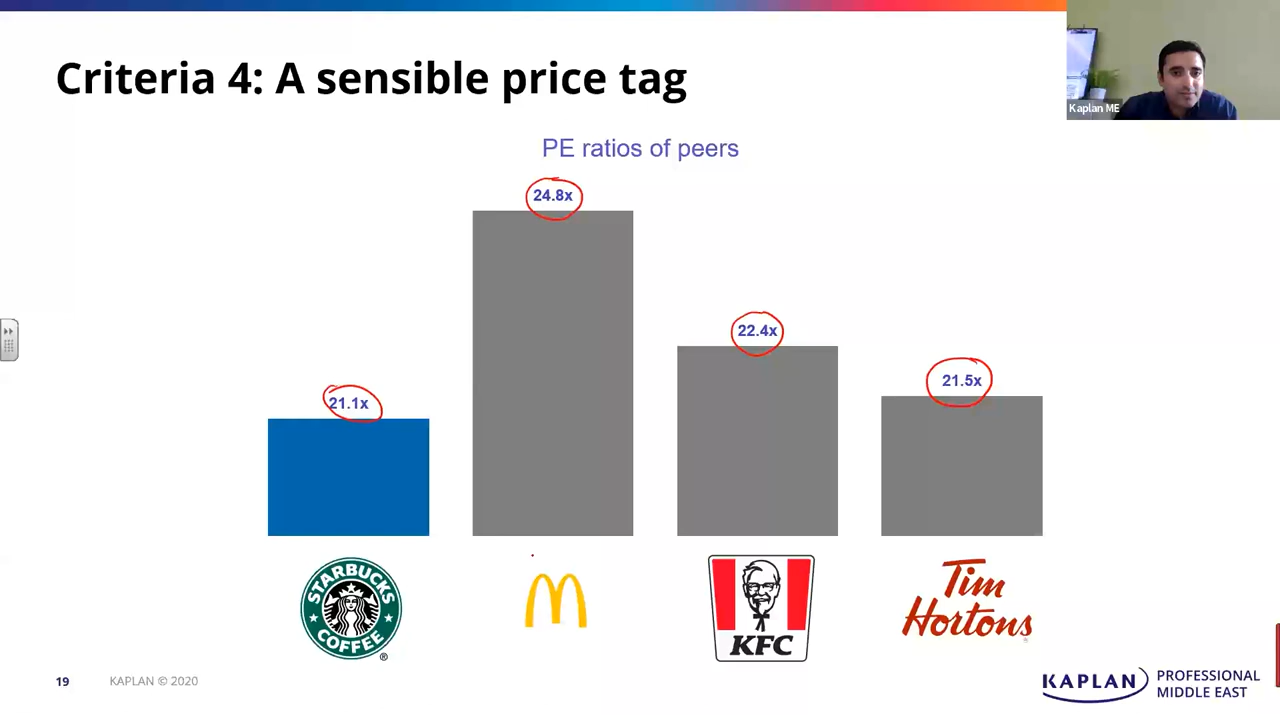 Criteria 4: A sensible price tag
Kaplan ME
PE ratios of peers
24.8x
22.4x
21.5x
21.1x
STARBUCKS
COFFEE
®
KFC
Tim
Hortons
19
KAPLAN © 2020
KAPLAN
PROFESSIONAL
MIDDLE EAST